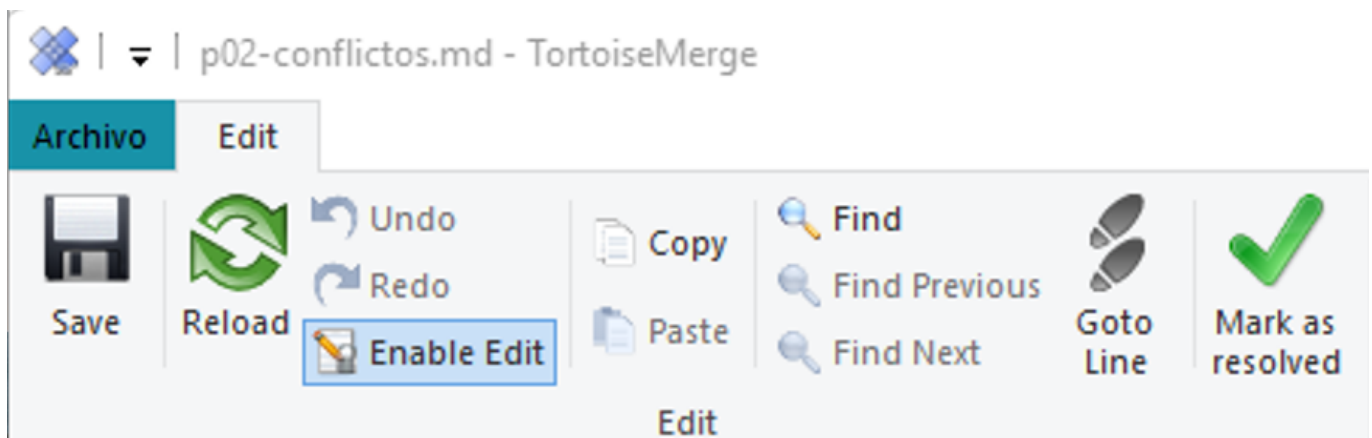 p02-conflictos.md - TortoiseMerge
Archivo
Edit
Save
Reload
Undo
Redo
Enable Edit
Copy
Paste
Find
Find Previous
Find Next
Goto
Line
Mark as
resolved
Edit